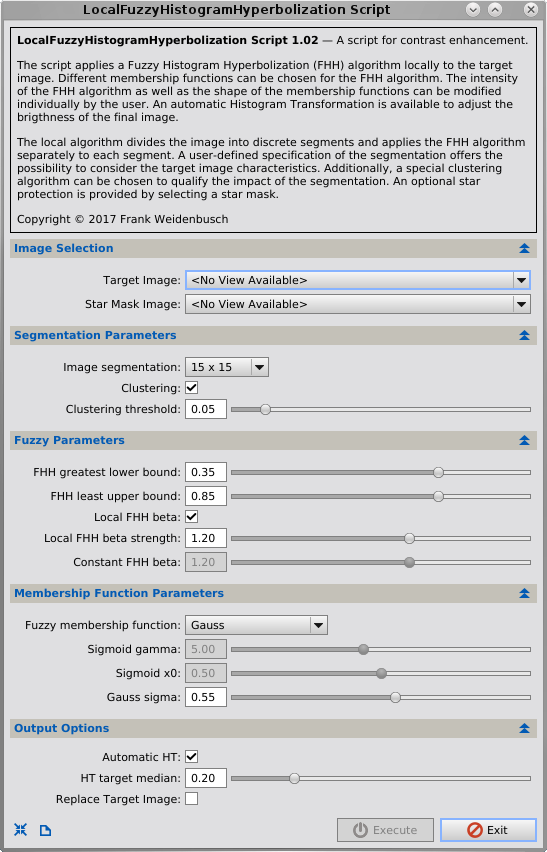 LocalFuzzyHistogramHyperbolization Script
LocalFuzzyHistogramHyperbolization Script 1.02 — A script for contrast enhancement.
The script applies a Fuzzy Histogram Hyperbolization (FHH) algorithm locally to the target
image. Different membership functions can be chosen for the FHH algorithm. The intensity
of the FHH algorithm as well as the shape of the membership functions can be modified
individually by the user. An automatic Histogram Transformation is available to adjust the
brigthness of the final image.
The local algorithm divides the image into discrete segments and applies the FHH algorithm
separately to each segment. A user-defined specification of the segmentation offers the
possibility to consider the target image characteristics. Additionally, a special clustering
algorithm can be chosen to qualify the impact of the segmentation. An optional star
protection is provided by selecting a star mask.
Copyright © 2017 Frank Weidenbusch
Image Selection
Target Image: <No View Available>
Star Mask Image: <No View Available>
Segmentation Parameters
Image segmentation: 15 x 15
Clustering:
Clustering threshold: 0.05
Fuzzy Parameters
FHH greatest lower bound: 0.35
FHH least upper bound: 0.85
Local FHH beta:
Local FHH beta strength: 1.20
Constant FHH beta: 1.20
Membership Function Parameters
Fuzzy membership function: Gauss
Sigmoid gamma: 5.00
Sigmoid x0: 0.50
Gauss sigma: 0.55
Output Options
Automatic HT:
HT target median: 0.20
Replace Target Image:
Execute
Exit